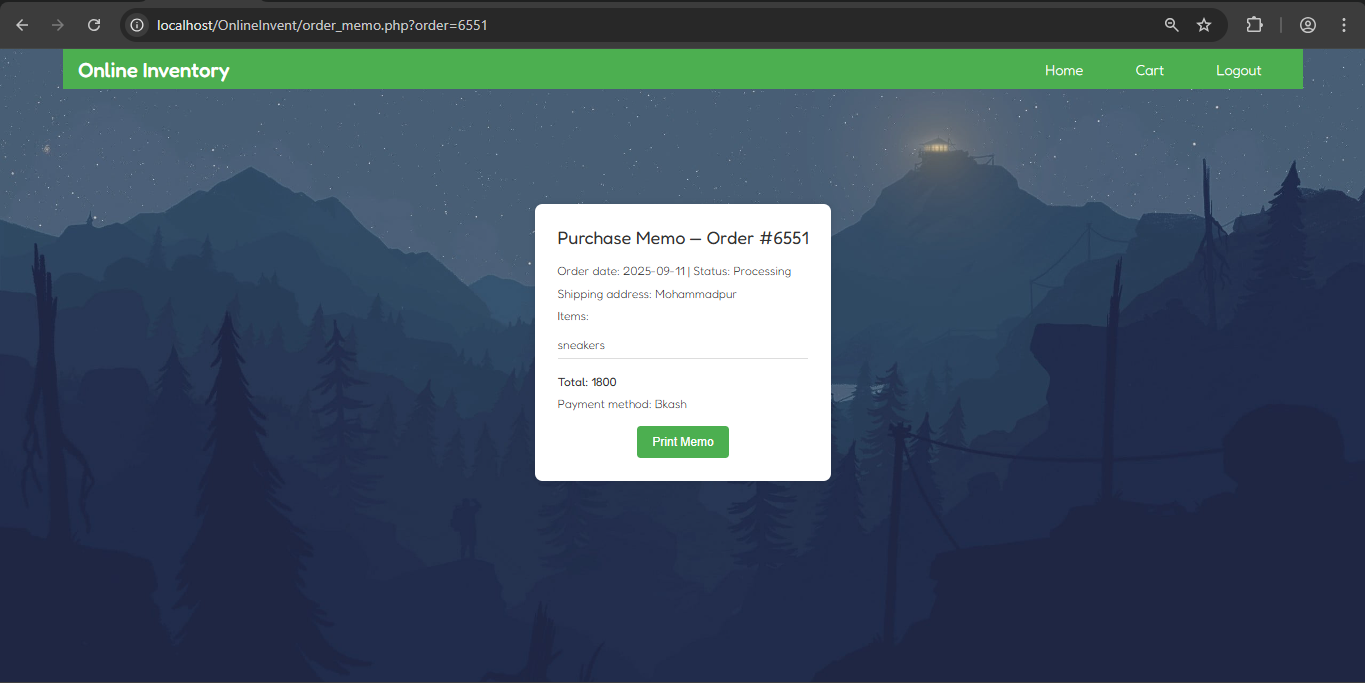 localhost/OnlineInvent/order_memo.php?order=6551
Online Inventory
Home Cart Logout
Purchase Memo – Order #6551
Order date: 2025-09-11 | Status: Processing
Shipping address: Mohammadpur
Items:
sneakers
Total: 1800
Payment method: Bkash
Print Memo